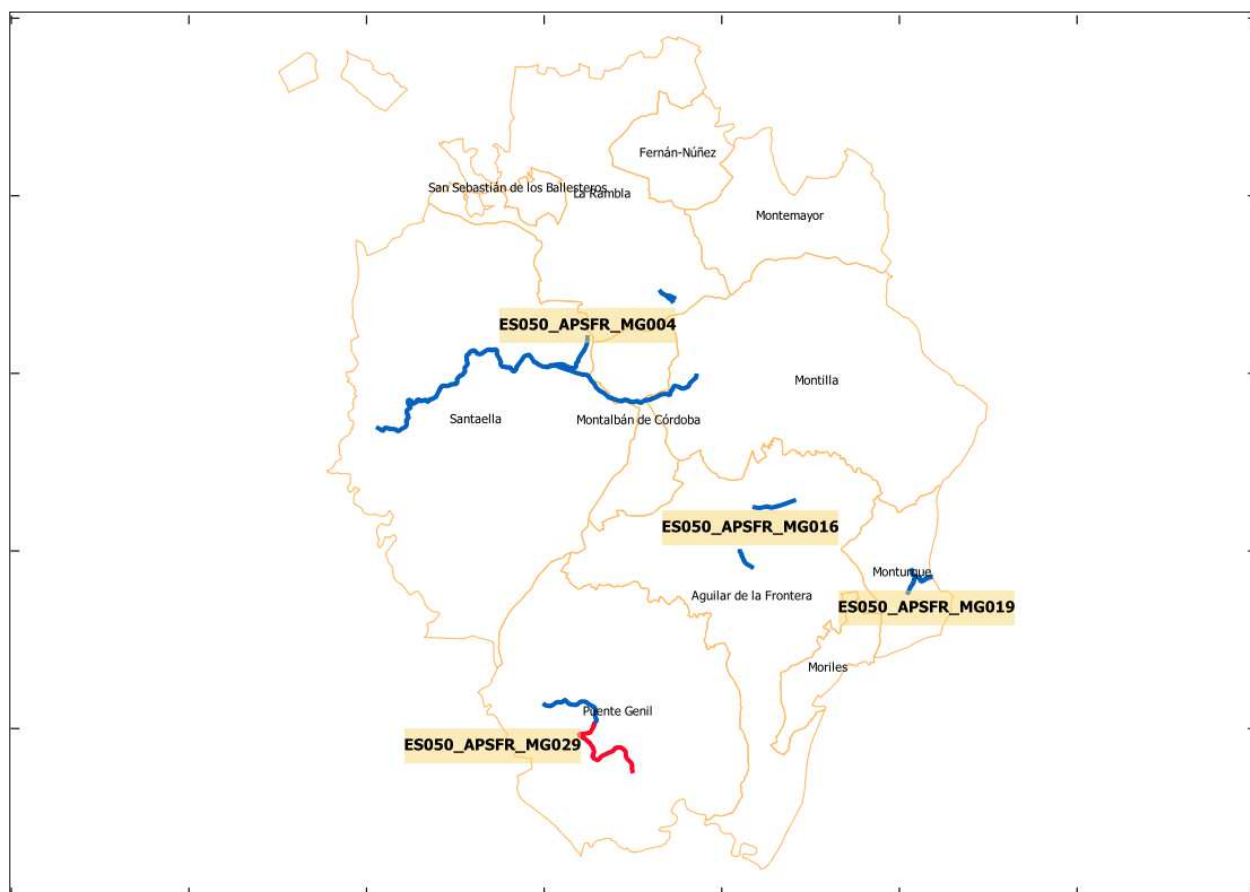 Fernán-Núñez
San Sebastián de los Ballesteros
La Rambla
Montemayor
ES050_APSFR_MG004
Montilla
Santaella
Montalbán de Córdoba
ES050_APSFR_MG016
Monturque
Aguilar de la Frontera
ES050_APSFR_MG019
Moriles
Puente Genil
ES050_APSFR_MG029